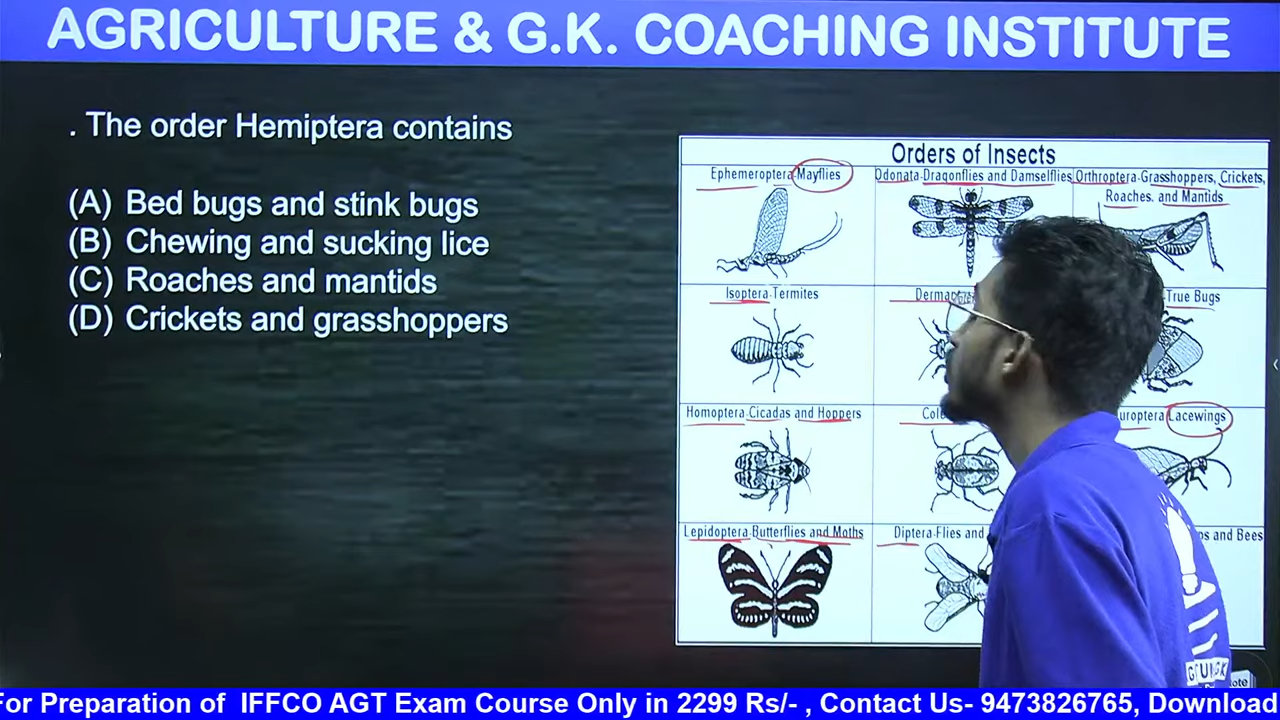 AGRICULTURE & G.K. COACHING INSTITUTE
. The order Hemiptera contains
(A) Bed bugs and stink bugs
(B) Chewing and sucking lice
(C) Roaches and mantids
(D) Crickets and grasshoppers
Orders of Insects
Ephemeroptera-Mayflies
Odonata-Dragonflies and Damselflies
Orthroptera-Grasshoppers, Crickets,
Roaches. and Mantids
Isoptera-Termites
True Bugs
Homoptera-Cicadas and Hoppers
Lacewings
Lepidoptera-Butterflies and Moths
Diptera-Flies and
and Bees
For Preparation of IFFCO AGT Exam Course Only in 2299 Rs/- , Contact Us- 9473826765, Download